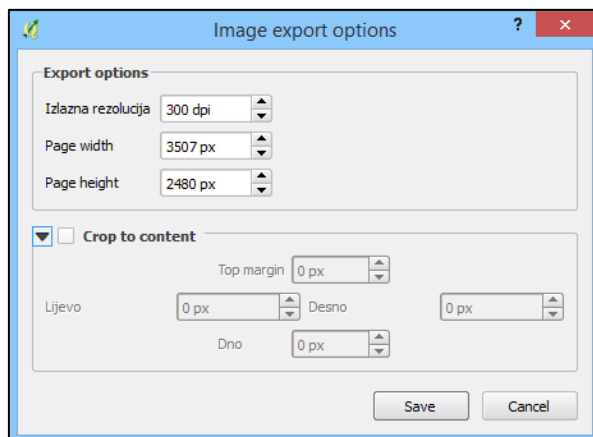 Image export options
Export options
Izlazna rezolucija 300 dpi
Page width 3507 px
Page height 2480 px
Crop to content
Top margin 0 px
Lijevo 0 px Desno 0 px
Dno 0 px
Save Cancel